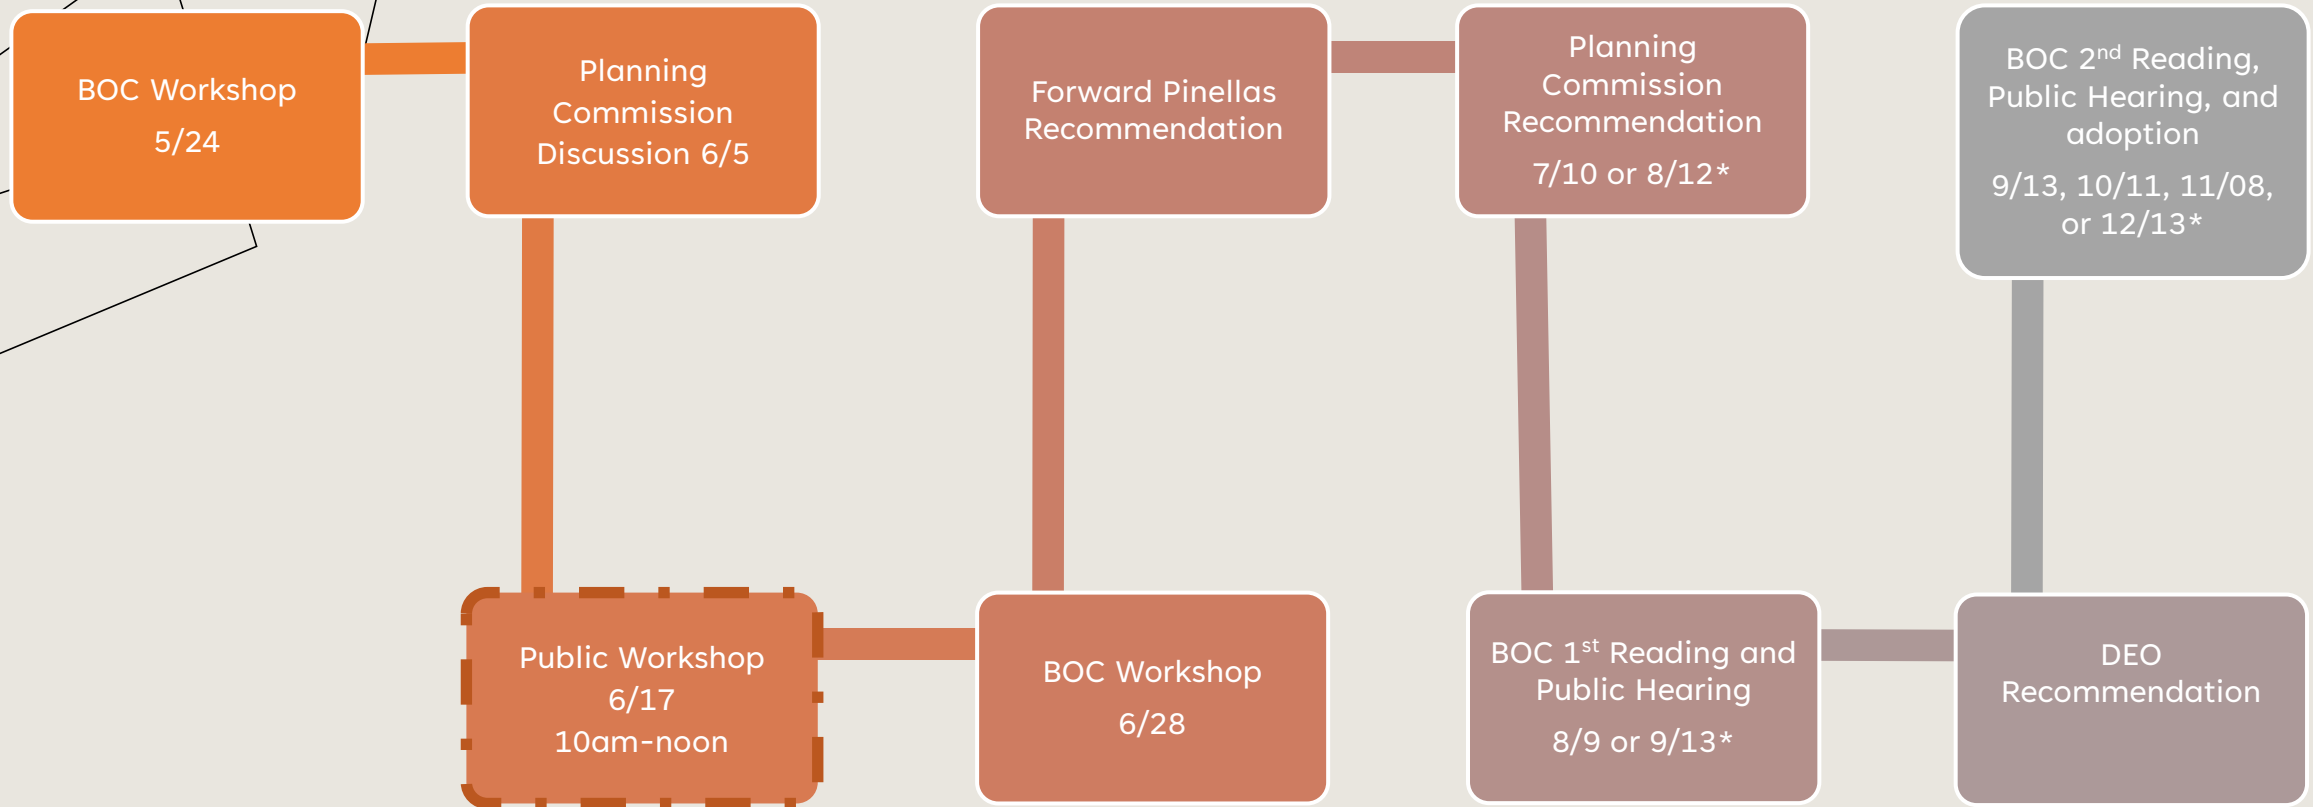 BOC Workshop
5/24
Planning
Commission
Discussion 6/5
Public Workshop
6/17
10am-noon
BOC Workshop
6/28
Forward Pinellas
Recommendation
Planning
Commission
Recommendation
7/10 or 8/12*
BOC 1st Reading and
Public Hearing
8/9 or 9/13*
DEO
Recommendation
BOC 2nd Reading,
Public Hearing, and
adoption
9/13, 10/11, 11/08,
or 12/13*